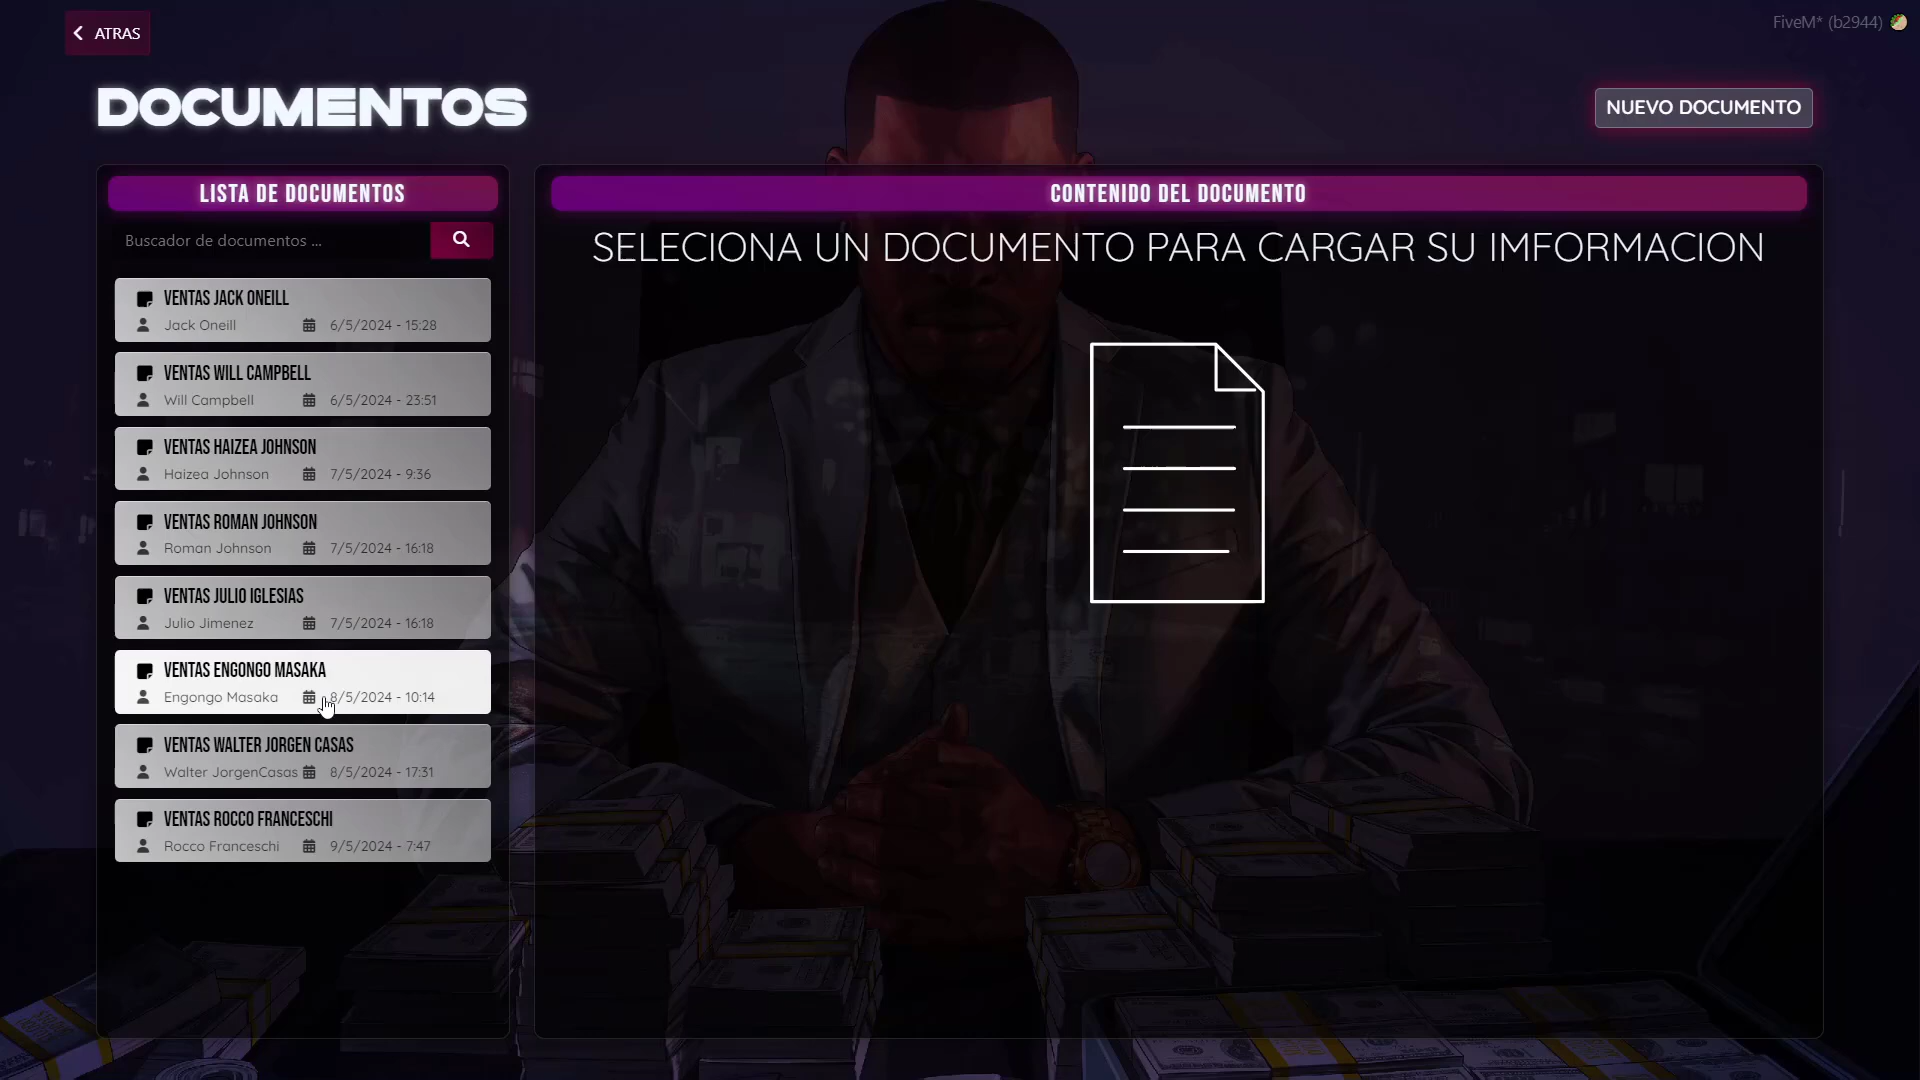 ATRAS
FiveM* (b2944)
DOCUMENTOS
NUEVO DOCUMENTO
LISTA DE DOCUMENTOS
Buscador de documentos ...
VENTAS JACK ONEILL
Jack Oneill 6/5/2024 - 15:28
VENTAS WILL CAMPBELL
Will Campbell 6/5/2024 - 23:51
VENTAS HAIZEA JOHNSON
Haizea Johnson 7/5/2024 - 9:36
VENTAS ROMAN JOHNSON
Roman Johnson 7/5/2024 - 16:18
VENTAS JULIO IGLESIAS
Julio Jimenez 7/5/2024 - 16:18
VENTAS ENGONGO MASAKA
Engongo Masaka 8/5/2024 - 10:14
VENTAS WALTER JORGEN CASAS
Walter JorgenCasas 8/5/2024 - 17:31
VENTAS ROCCO FRANCESCHI
Rocco Franceschi 9/5/2024 - 7:47
CONTENIDO DEL DOCUMENTO
SELECIONA UN DOCUMENTO PARA CARGAR SU IMFORMACION